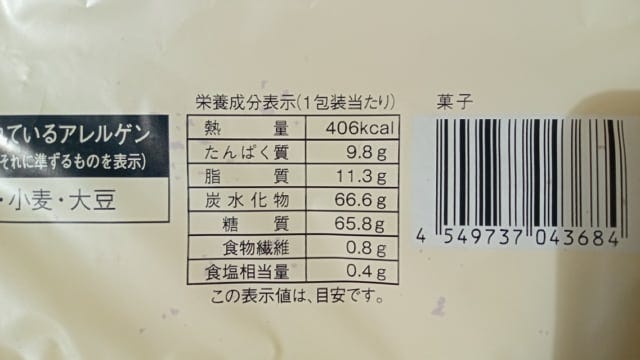 栄養成分表示(1包装当たり)
熱量 406kcal
たんぱく質 9.8g
脂質 11.3g
炭水化物 66.6g
糖質 65.8g
食物繊維 0.8g
食塩相当量 0.4g
この表示値は、目安です。
菓子
4 549737 043684
ているアレルゲン
それに準ずるものを表示)
・小麦・大豆